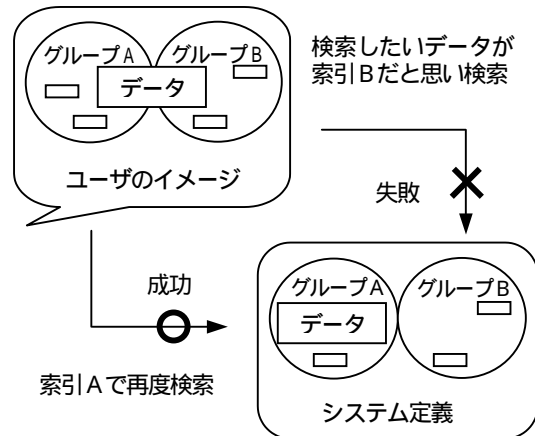 グループA
グループB
データ
ユーザのイメージ
検索したいデータが
索引Bだと思い検索
失敗
成功
索引Aで再度検索
グループA
グループB
データ
システム定義